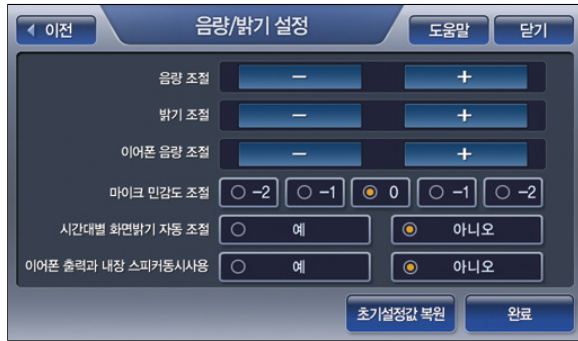 이전 음량/밝기 설정 도움말 닫기
음량 조절 − +
밝기 조절 − +
이어폰 음량 조절 − +
마이크 민감도 조절 −2 −1 0 −1 −2
시간대별 화면밝기 자동 조절 예 아니오
이어폰 출력과 내장 스피커동시사용 예 아니오
초기설정값 복원 완료